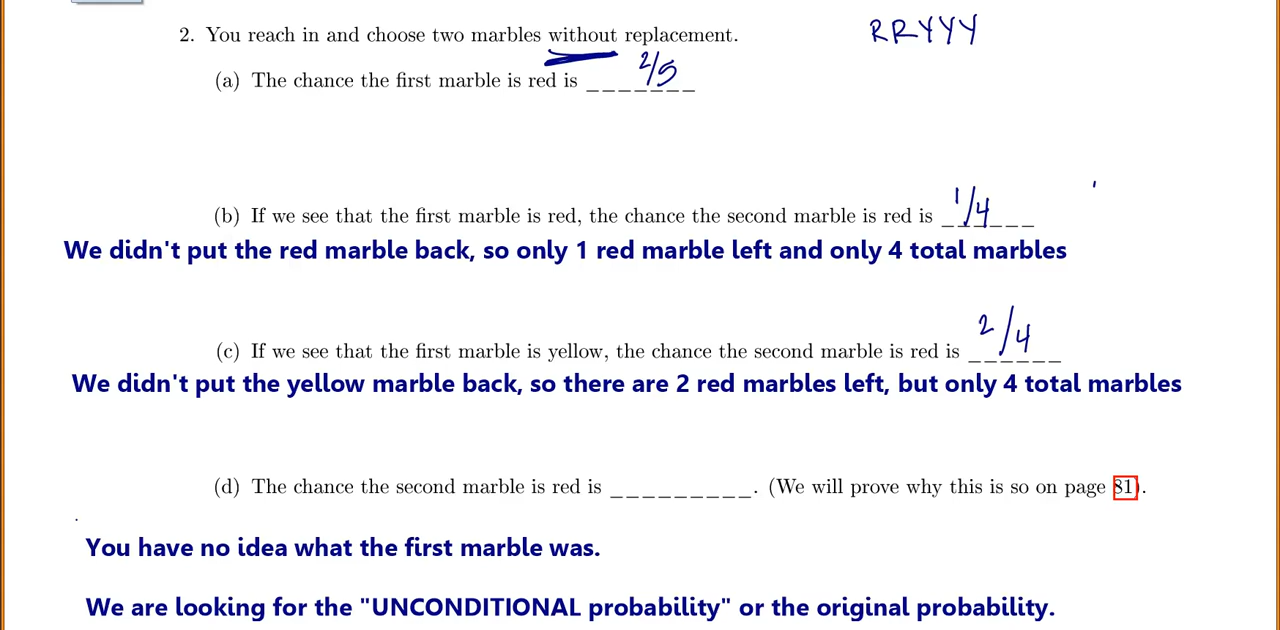 2. You reach in and choose two marbles without replacement. RRYYY
(a) The chance the first marble is red is 2/5
(b) If we see that the first marble is red, the chance the second marble is red is 1/4
We didn't put the red marble back, so only 1 red marble left and only 4 total marbles
(c) If we see that the first marble is yellow, the chance the second marble is red is 2/4
We didn't put the yellow marble back, so there are 2 red marbles left, but only 4 total marbles
(d) The chance the second marble is red is _________. (We will prove why this is so on page 81).
You have no idea what the first marble was.
We are looking for the "UNCONDITIONAL probability" or the original probability.